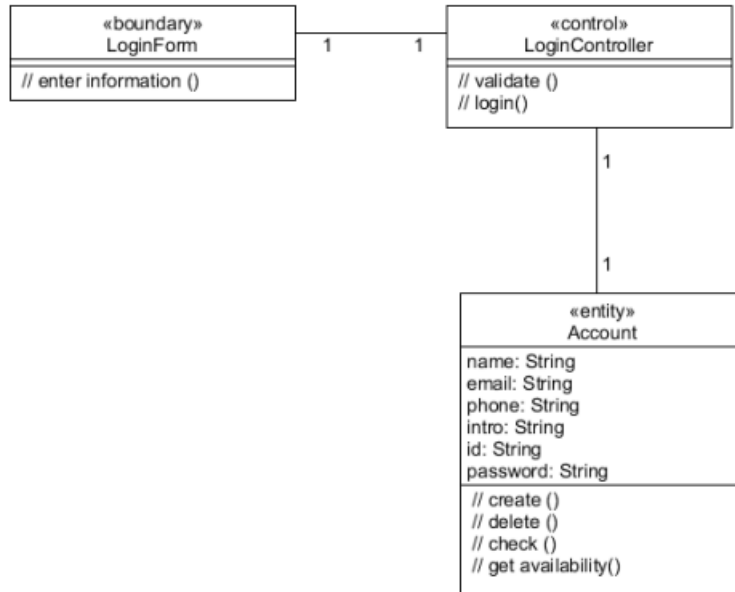 «boundary»
LoginForm
// enter information ()
1
1
«control»
LoginController
// validate ()
// login()
1
1
«entity»
Account
name: String
email: String
phone: String
intro: String
id: String
password: String
// create ()
// delete ()
// check ()
// get availability()